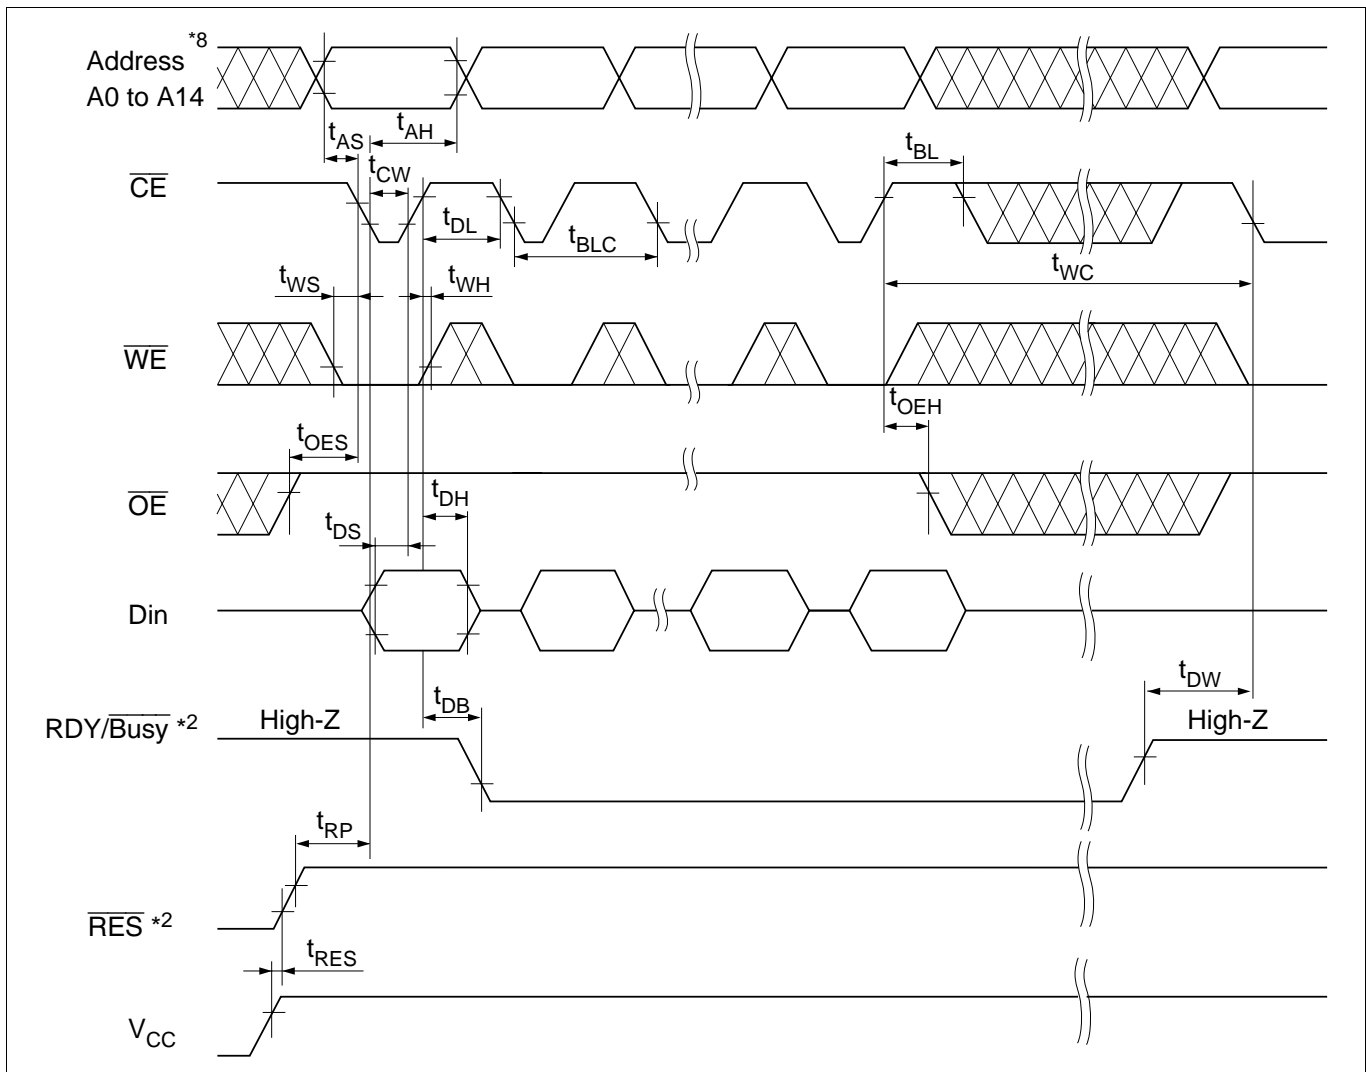 Address *8
A0 to A14
tAS
tAH
CE
tCW
tBL
tDL
tBLC
tWC
tWS
tWH
WE
tOEH
tOES
OE
tDH
tDS
Din
tDB
tDW
RDY/Busy *2
High-Z
High-Z
tRP
RES *2
tRES
VCC